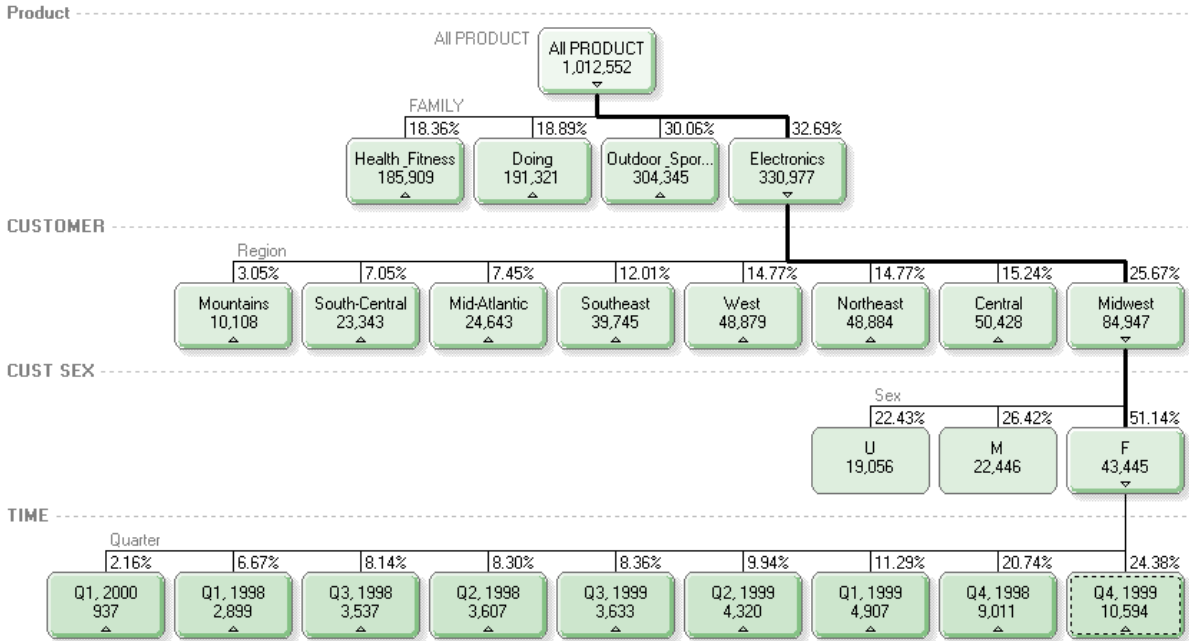 Product
All PRODUCT
All PRODUCT
1,012,552
FAMILY
18.36% 18.89% 30.06% 32.69%
Health_Fitness Doing Outdoor_Spor... Electronics
185,909 191,321 304,345 330,977
CUSTOMER
Region
3.05% 7.05% 7.45% 12.01% 14.77% 14.77% 15.24% 25.67%
Mountains South-Central Mid-Atlantic Southeast West Northeast Central Midwest
10,108 23,343 24,643 39,745 48,879 48,884 50,428 84,947
CUST SEX
Sex
22.43% 26.42% 51.14%
U M F
19,056 22,446 43,445
TIME
Quarter
2.16% 6.67% 8.14% 8.30% 8.36% 9.94% 11.29% 20.74% 24.38%
Q1, 2000 Q1, 1998 Q3, 1998 Q2, 1998 Q3, 1999 Q2, 1999 Q1, 1999 Q4, 1998 Q4, 1999
937 2,899 3,537 3,607 3,633 4,320 4,907 9,011 10,594